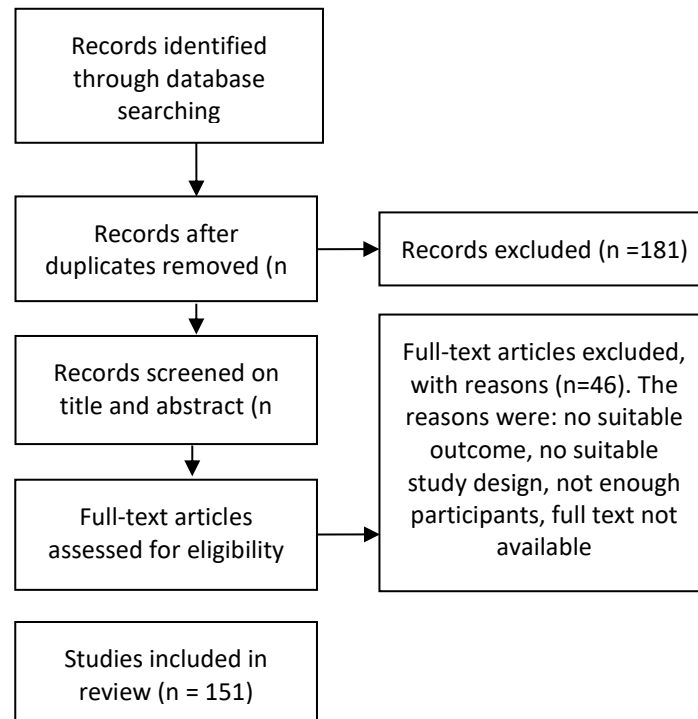 Records identified
through database
searching
Records after
duplicates removed (n
Records excluded (n =181)
Records screened on
title and abstract (n
Full-text articles excluded,
with reasons (n=46). The
reasons were: no suitable
outcome, no suitable
study design, not enough
participants, full text not
available
Full-text articles
assessed for eligibility
Studies included in
review (n = 151)